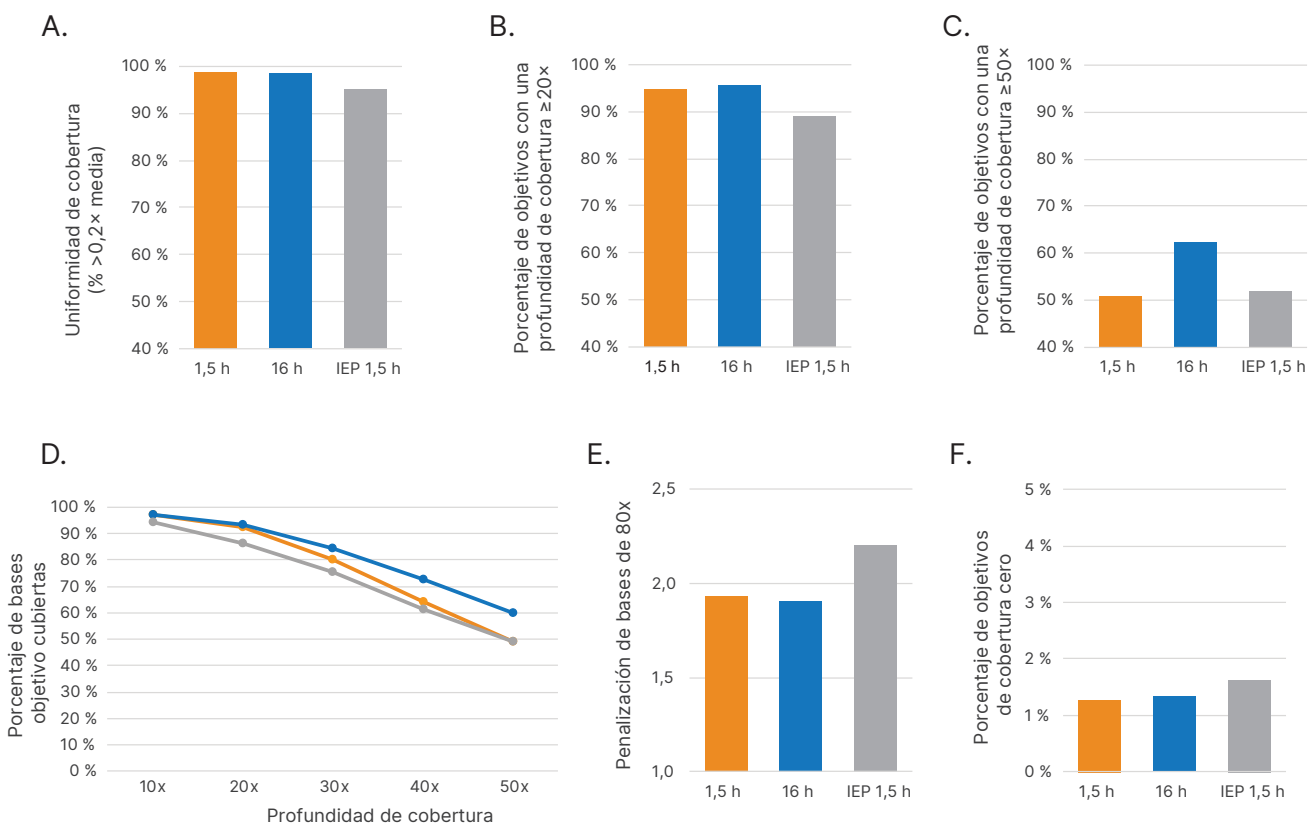 A.
Uniformidad de cobertura
(% >0,2× media)
100 %
90 %
80 %
70 %
60 %
50 %
40 %
1,5 h
16 h
IEP 1,5 h
B.
Porcentaje de objetivos con una
profundidad de cobertura ≥20×
100 %
90 %
80 %
70 %
60 %
50 %
40 %
1,5 h
16 h
IEP 1,5 h
C.
Porcentaje de objetivos con una
profundidad de cobertura ≥50×
100 %
90 %
80 %
70 %
60 %
50 %
40 %
1,5 h
16 h
IEP 1,5 h
D.
Porcentaje de bases
objetivo cubiertas
100 %
90 %
80 %
70 %
60 %
50 %
40 %
30 %
20 %
10 %
0 %
10x
20x
30x
40x
50x
Profundidad de cobertura
E.
Penalización de bases de 80x
2,5
2,0
1,5
1,0
1,5 h
16 h
IEP 1,5 h
F.
Porcentaje de objetivos
de cobertura cero
5 %
4 %
3 %
2 %
1 %
0 %
1,5 h
16 h
IEP 1,5 h